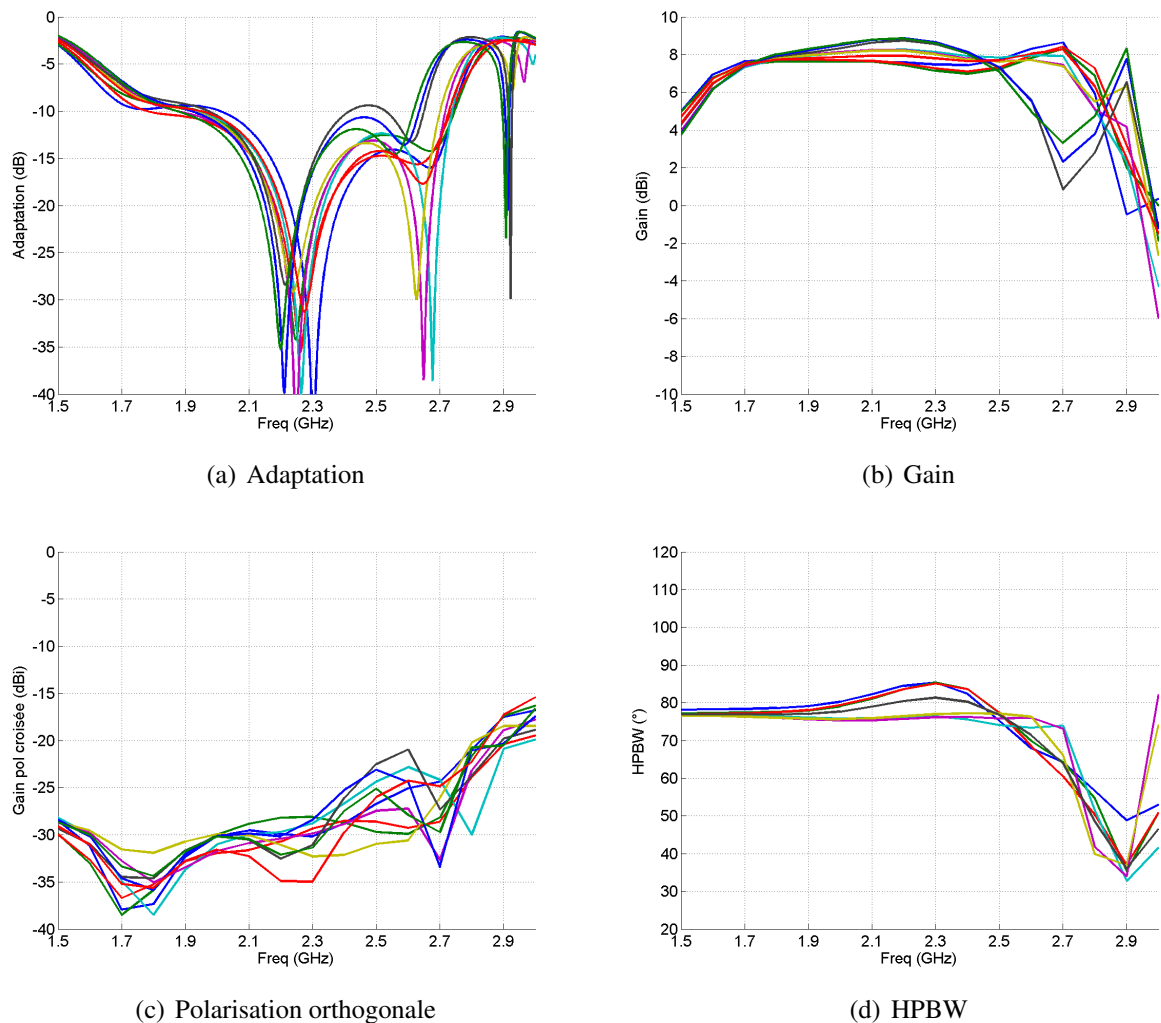 0
-5
-10
-15
-20
-25
-30
-35
-40
Adaptation (dB)
1.5 1.7 1.9 2.1 2.3 2.5 2.7 2.9
Freq (GHz)
(a) Adaptation
10
8
6
4
2
0
-2
-4
-6
-8
-10
Gain (dBi)
1.5 1.7 1.9 2.1 2.3 2.5 2.7 2.9
Freq (GHz)
(b) Gain
0
-5
-10
-15
-20
-25
-30
-35
-40
Gain pol croisée (dBi)
1.5 1.7 1.9 2.1 2.3 2.5 2.7 2.9
Freq (GHz)
(c) Polarisation orthogonale
120
110
100
90
80
70
60
50
40
30
20
HPBW (°)
1.5 1.7 1.9 2.1 2.3 2.5 2.7 2.9
Freq (GHz)
(d) HPBW